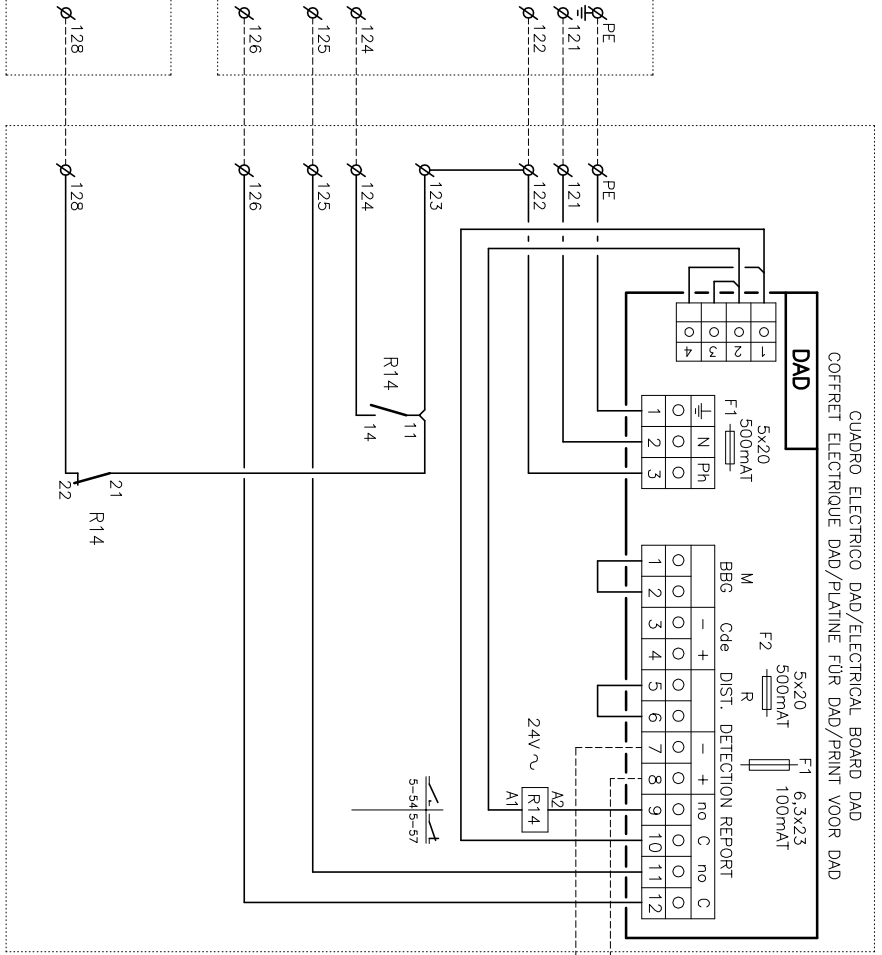 CUADRO ELECTRICO DAD/ELECTRICAL BOARD DAD
COFFRET ELECTRIQUE DAD/PLATINE FÜR DAD/PRINT VOOR DAD
DAD
1 2 3 4
F1
5x20
500mAT
N Ph
1 2 3
M
BBG
Cde
F2
5x20
500mAT
DIST.
R
F1
6,3x23
100mAT
DETECTION REPORT
- + - + no C no C
1 2 3 4 5 6 7 8 9 10 11 12
24V ~
A1 R14 A2
5-54 5-57
PE
121
122
124
125
126
128
PE
121
122
123
124
125
126
128
R14
11
14
21
22
R14